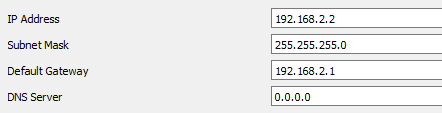 IP Address 192.168.2.2
Subnet Mask 255.255.255.0
Default Gateway 192.168.2.1
DNS Server 0.0.0.0